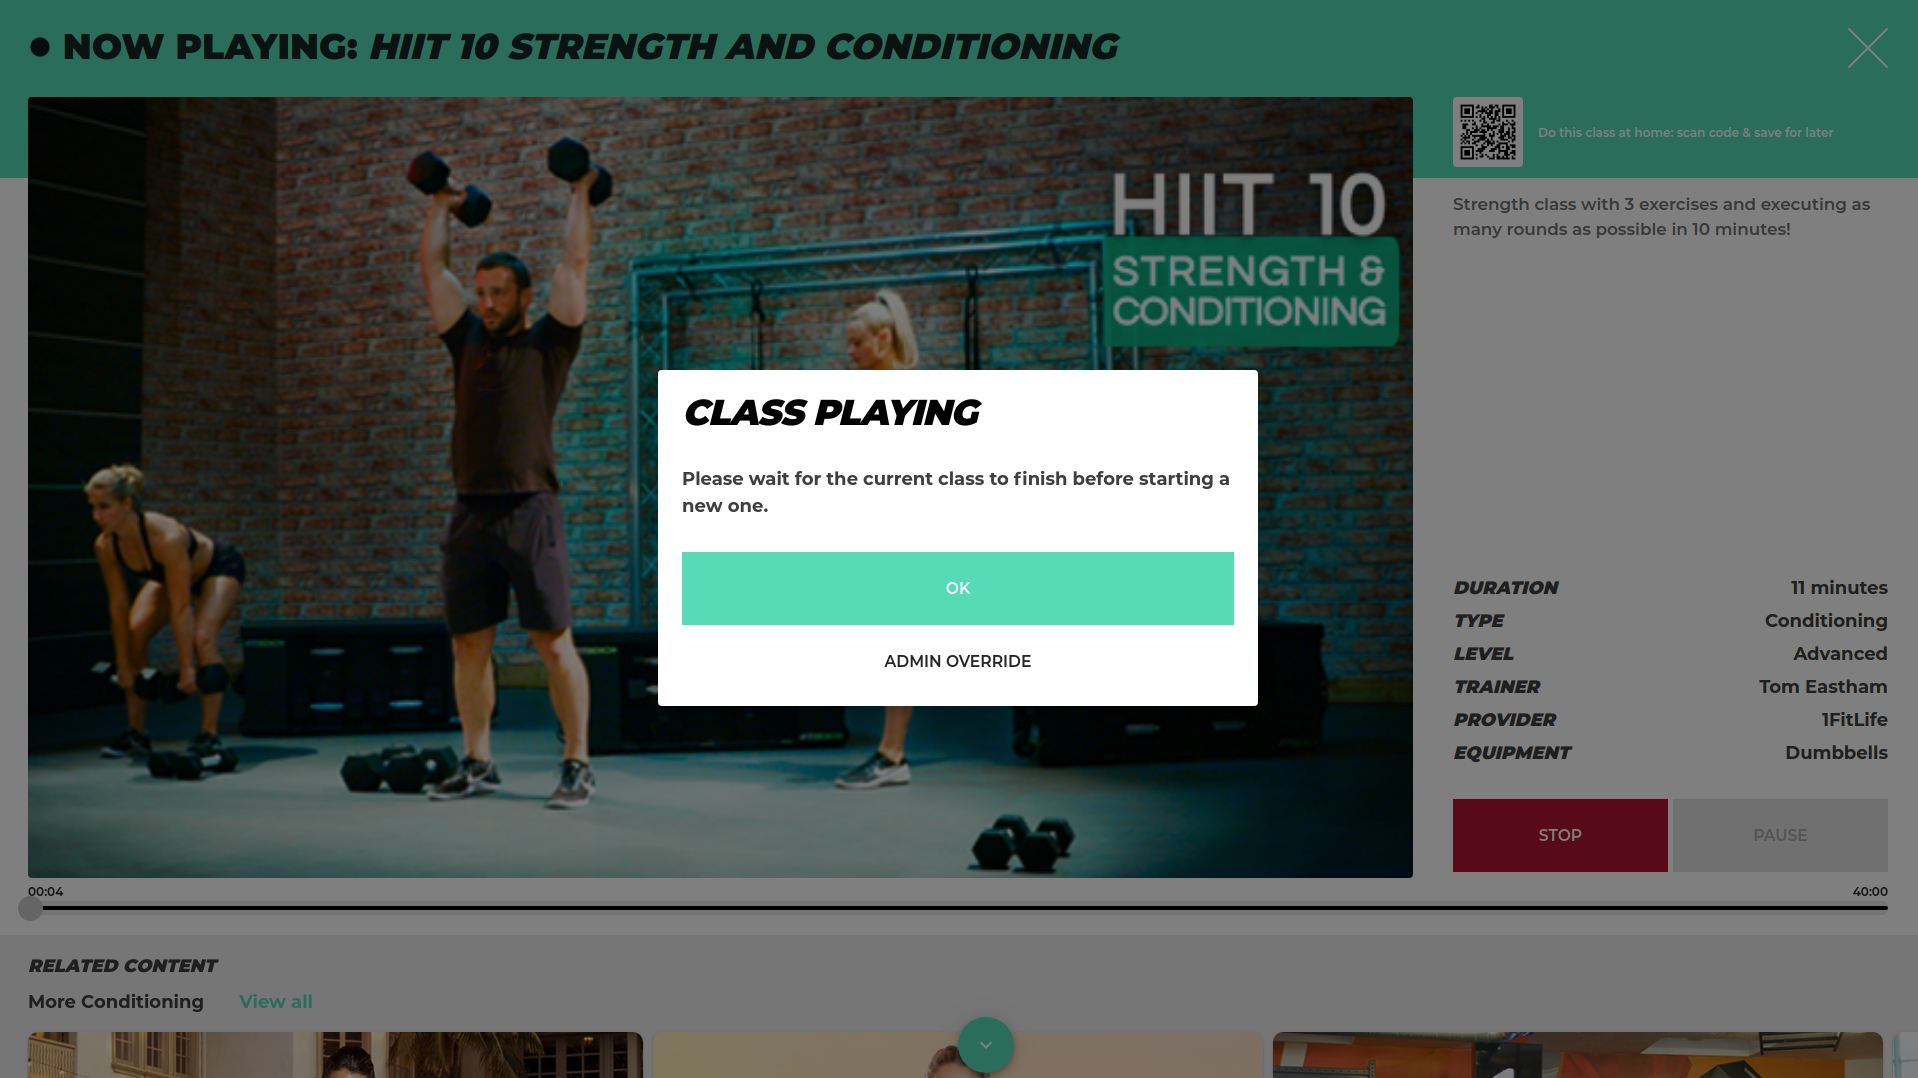 NOW PLAYING: HIIT 10 STRENGTH AND CONDITIONING
Do this class at home: scan code & save for later
HIIT 10
STRENGTH &
CONDITIONING
Strength class with 3 exercises and executing as
many rounds as possible in 10 minutes!
CLASS PLAYING
Please wait for the current class to finish before starting a
new one.
OK
ADMIN OVERRIDE
DURATION 11 minutes
TYPE Conditioning
LEVEL Advanced
TRAINER Tom Eastham
PROVIDER 1FitLife
EQUIPMENT Dumbbells
STOP PAUSE
00:04 40:00
RELATED CONTENT
More Conditioning View all